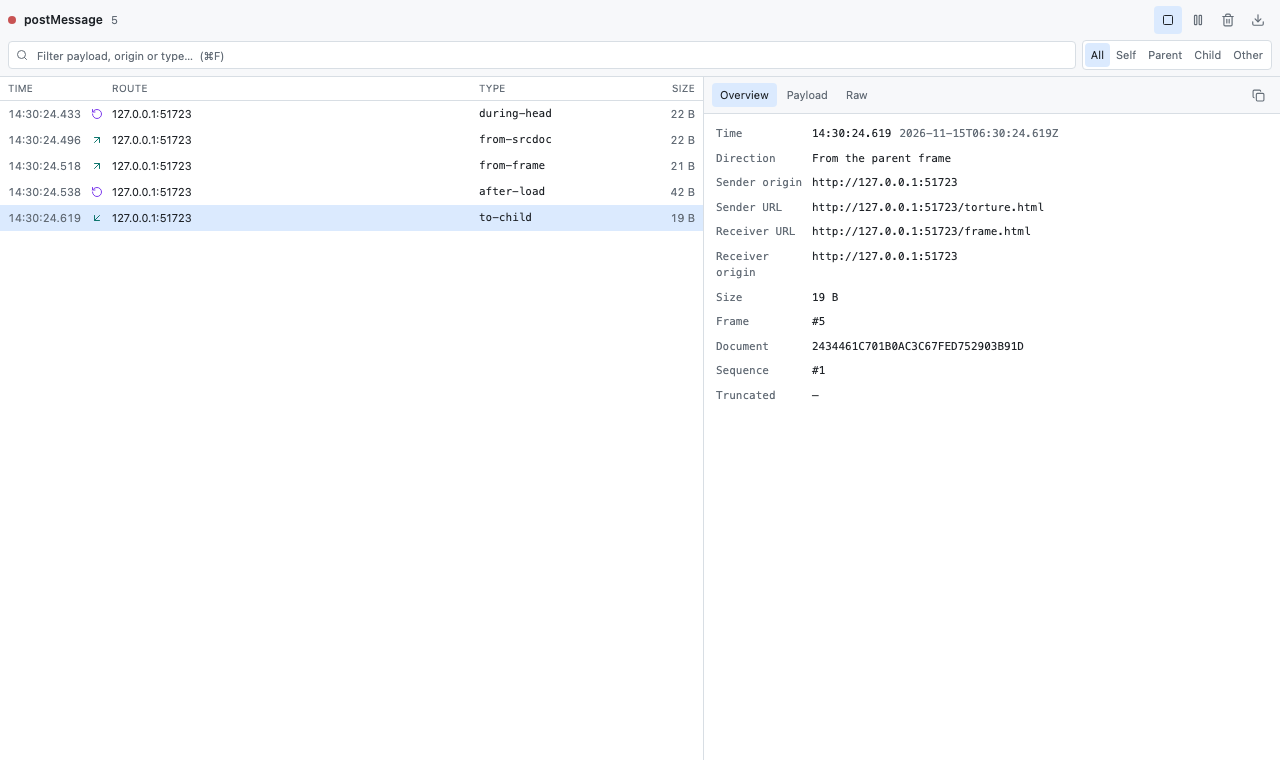 postMessage 5
Filter payload, origin or type... (⌘F)
All Self Parent Child Other
TIME ROUTE TYPE SIZE
14:30:24.433 127.0.0.1:51723 during-head 22 B
14:30:24.496 127.0.0.1:51723 from-srcdoc 22 B
14:30:24.518 127.0.0.1:51723 from-frame 21 B
14:30:24.538 127.0.0.1:51723 after-load 42 B
14:30:24.619 127.0.0.1:51723 to-child 19 B
Overview Payload Raw
Time 14:30:24.619 2026-11-15T06:30:24.619Z
Direction From the parent frame
Sender origin http://127.0.0.1:51723
Sender URL http://127.0.0.1:51723/torture.html
Receiver URL http://127.0.0.1:51723/frame.html
Receiver origin http://127.0.0.1:51723
Size 19 B
Frame #5
Document 2434461C701B0AC3C67FED752903B91D
Sequence #1
Truncated —